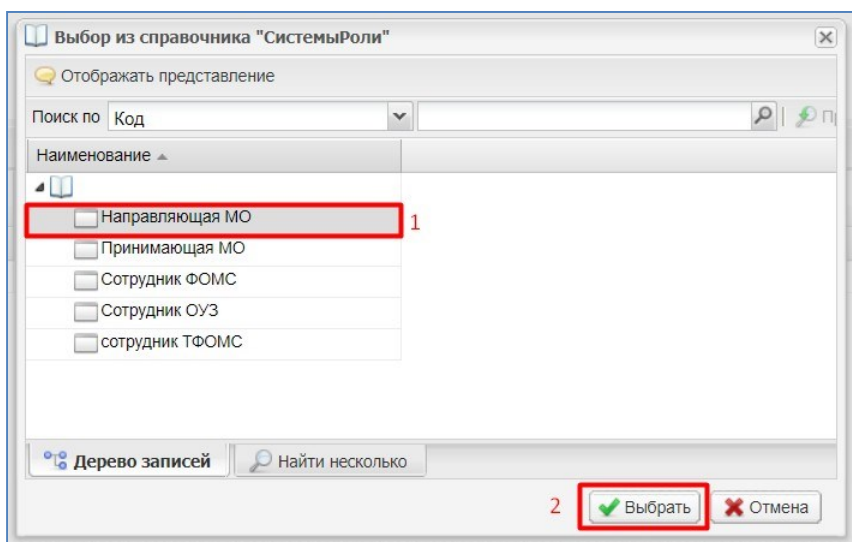 Выбор из справочника "СистемыРоли"
Отображать представление
Поиск по Код
Наименование
Направляющая МО 1
Принимающая МО
Сотрудник ФОМС
Сотрудник ОУЗ
сотрудник ТФОМС
Дерево записей Найти несколько
2 Выбрать Отмена